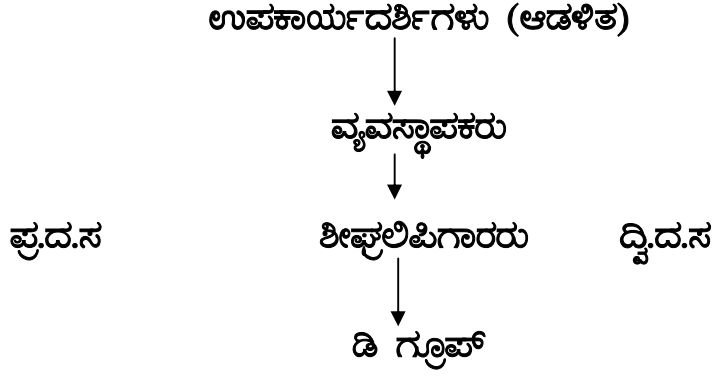 ಉಪಕಾರ್ಯದರ್ಶಿಗಳು (ಆಡಳಿತ)
ವ್ಯವಸ್ಥಾಪಕರು
ಪ್ರ.ದ.ಸ ಶೀಘ್ರಲಿಪಿಗಾರರು ದ್ವಿ.ದ.ಸ
ಡಿ ಗ್ರೂಪ್